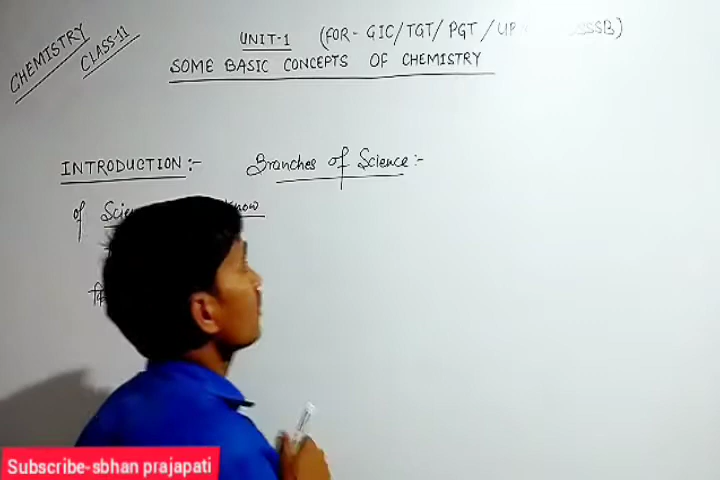 CHEMISTRY
CLASS-11
UNIT-1 (FOR- GIC/TGT/PGT/UP SSSB)
SOME BASIC CONCEPTS OF CHEMISTRY
INTRODUCTION :- Branches of Science :-
of know
Subscribe-sbhan prajapati